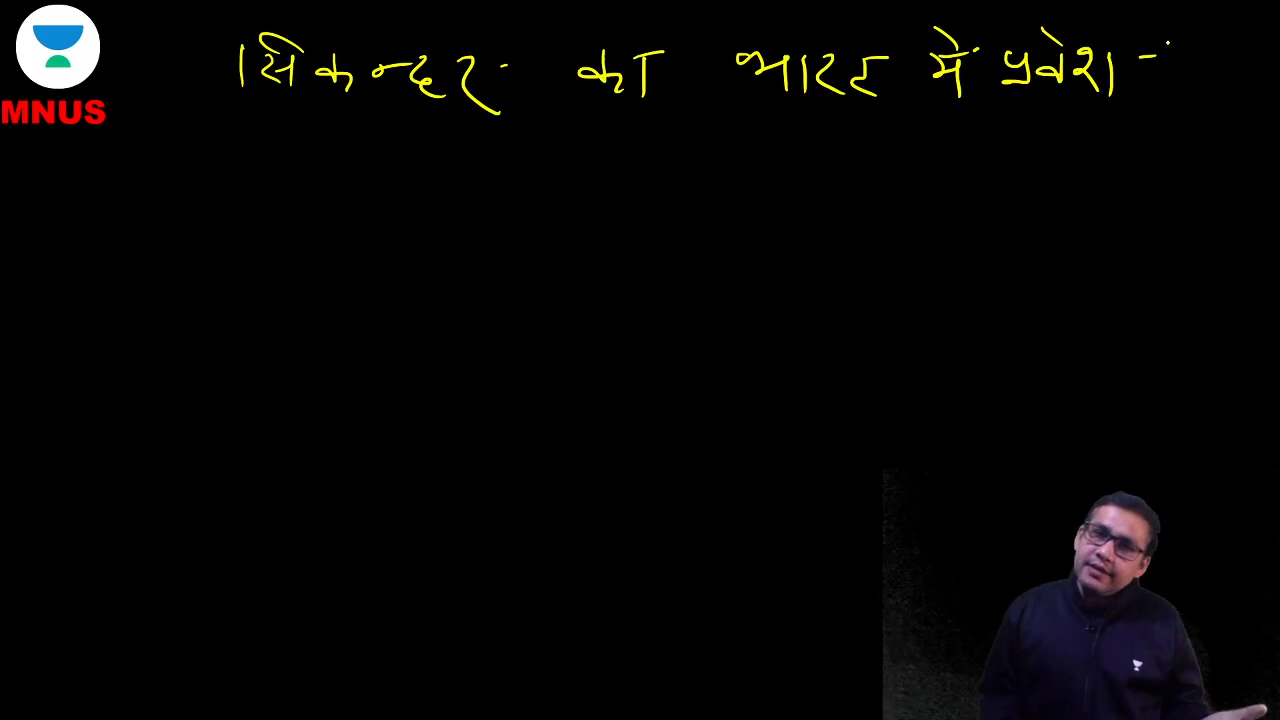 सिकन्दर का भारत में प्रवेश -
MNUS